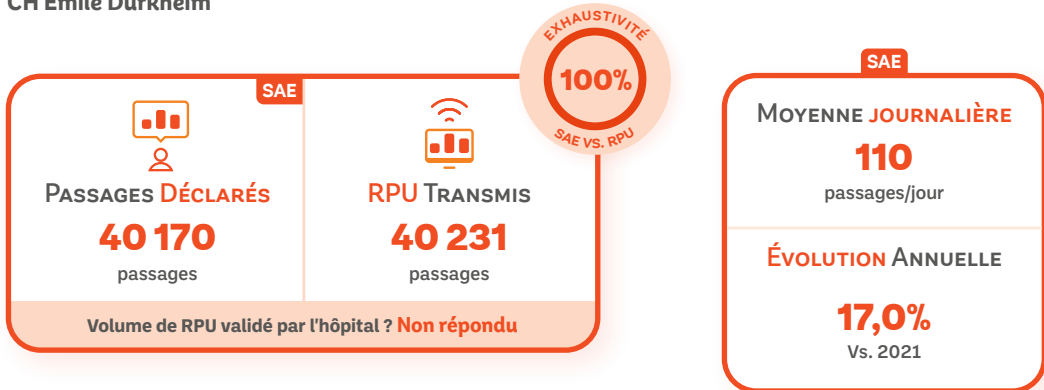 CH Emile Durkheim
EXHAUSTIVITÉ
100%
SAE VS. RPU
SAE
PASSAGES DÉCLARÉS
40 170
passages
RPU TRANSMIS
40 231
passages
Volume de RPU validé par l'hôpital ? Non répondu
SAE
MOYENNE JOURNALIÈRE
110
passages/jour
ÉVOLUTION ANNUELLE
17,0%
Vs. 2021